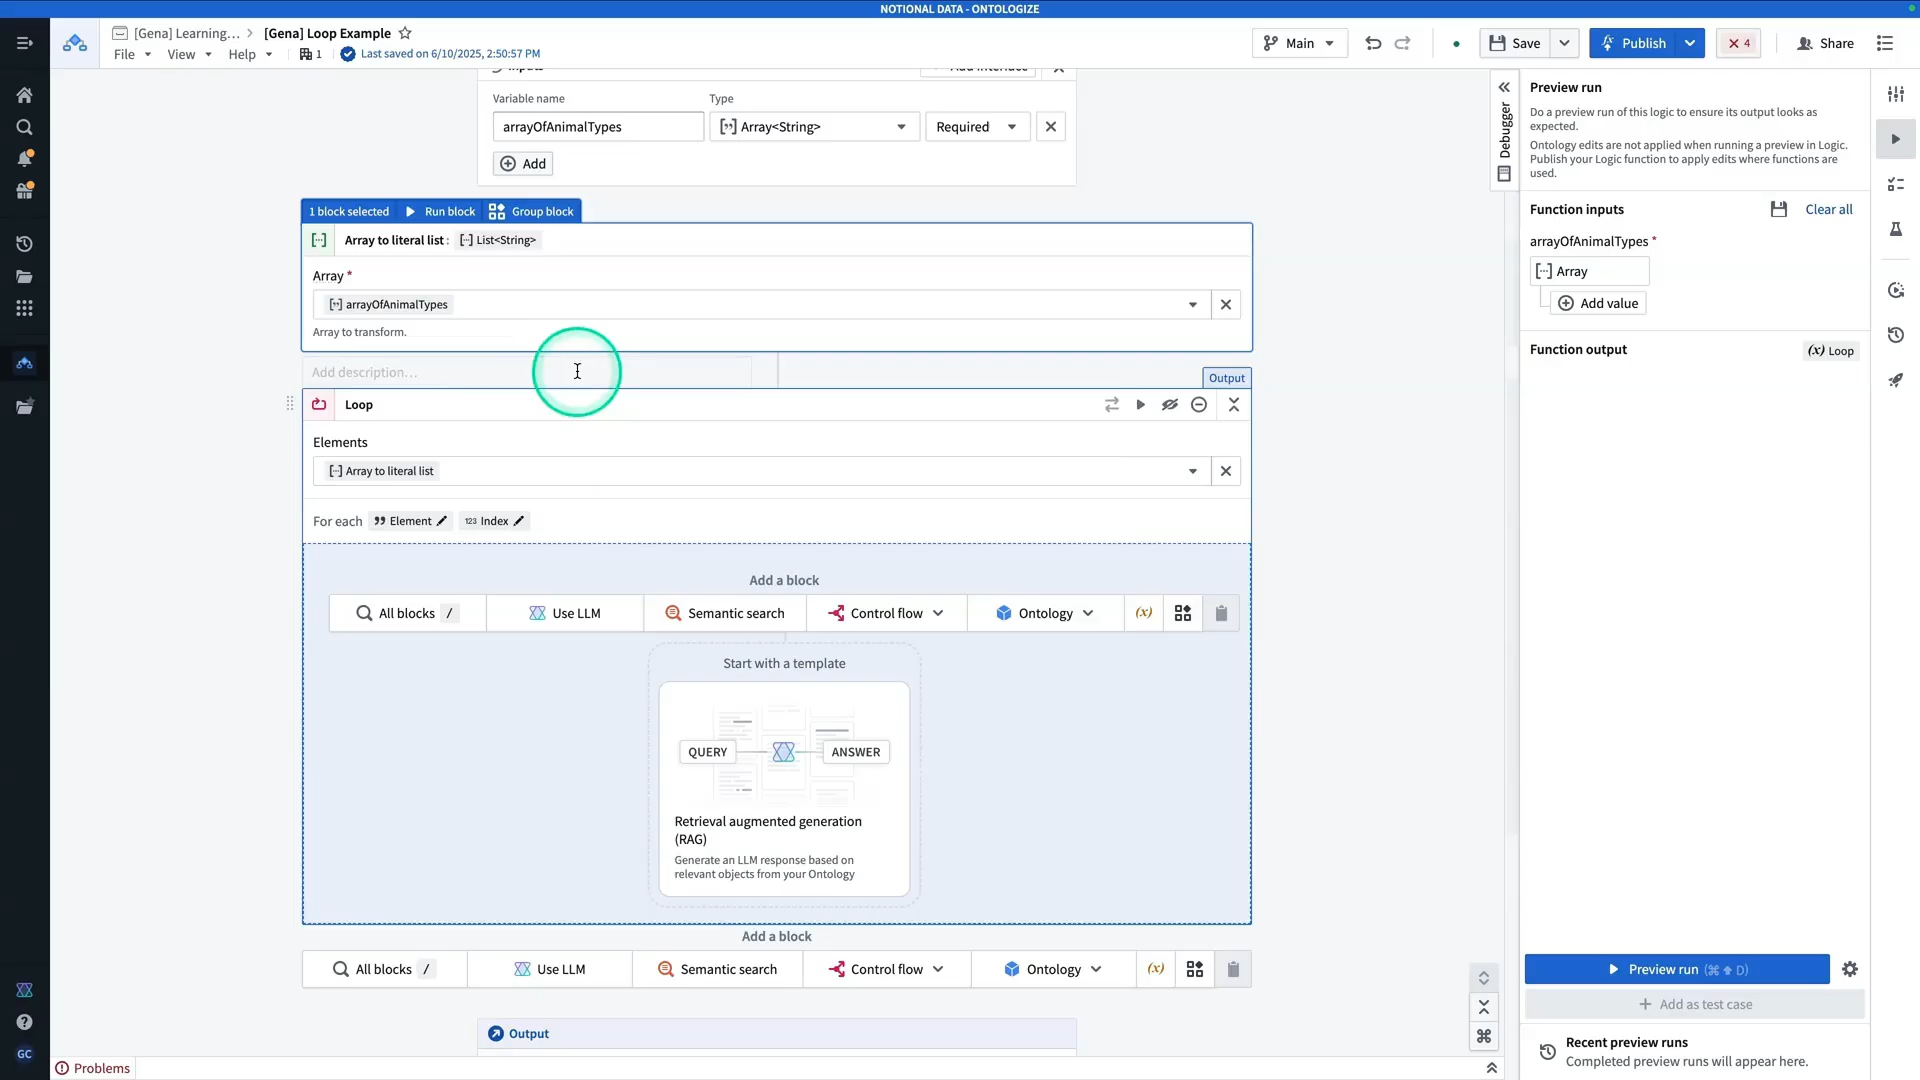 NOTIONAL DATA - ONTOLOGIZE
[Gena] Learning... > [Gena] Loop Example
File View Help 1 Last saved on 6/10/2025, 2:50:57 PM
Main Save Publish 4 Share
Variable name Type
arrayOfAnimalTypes Array<String> Required
Add
1 block selected Run block Group block
Array to literal list : List<String>
Array *
arrayOfAnimalTypes
Array to transform.
Add description...
Output
Loop
Elements
Array to literal list
For each Element 123 Index
Add a block
All blocks / Use LLM Semantic search Control flow Ontology (x)
Start with a template
QUERY ANSWER
Retrieval augmented generation
(RAG)
Generate an LLM response based on
relevant objects from your Ontology
Add a block
All blocks / Use LLM Semantic search Control flow Ontology (x)
Output
Problems
GC
Debugger
Preview run
Do a preview run of this logic to ensure its output looks as
expected.
Ontology edits are not applied when running a preview in Logic.
Publish your Logic function to apply edits where functions are
used.
Function inputs Clear all
arrayOfAnimalTypes *
Array
Add value
Function output (x) Loop
Preview run (⌘ ⬆ D)
Add as test case
Recent preview runs
Completed preview runs will appear here.